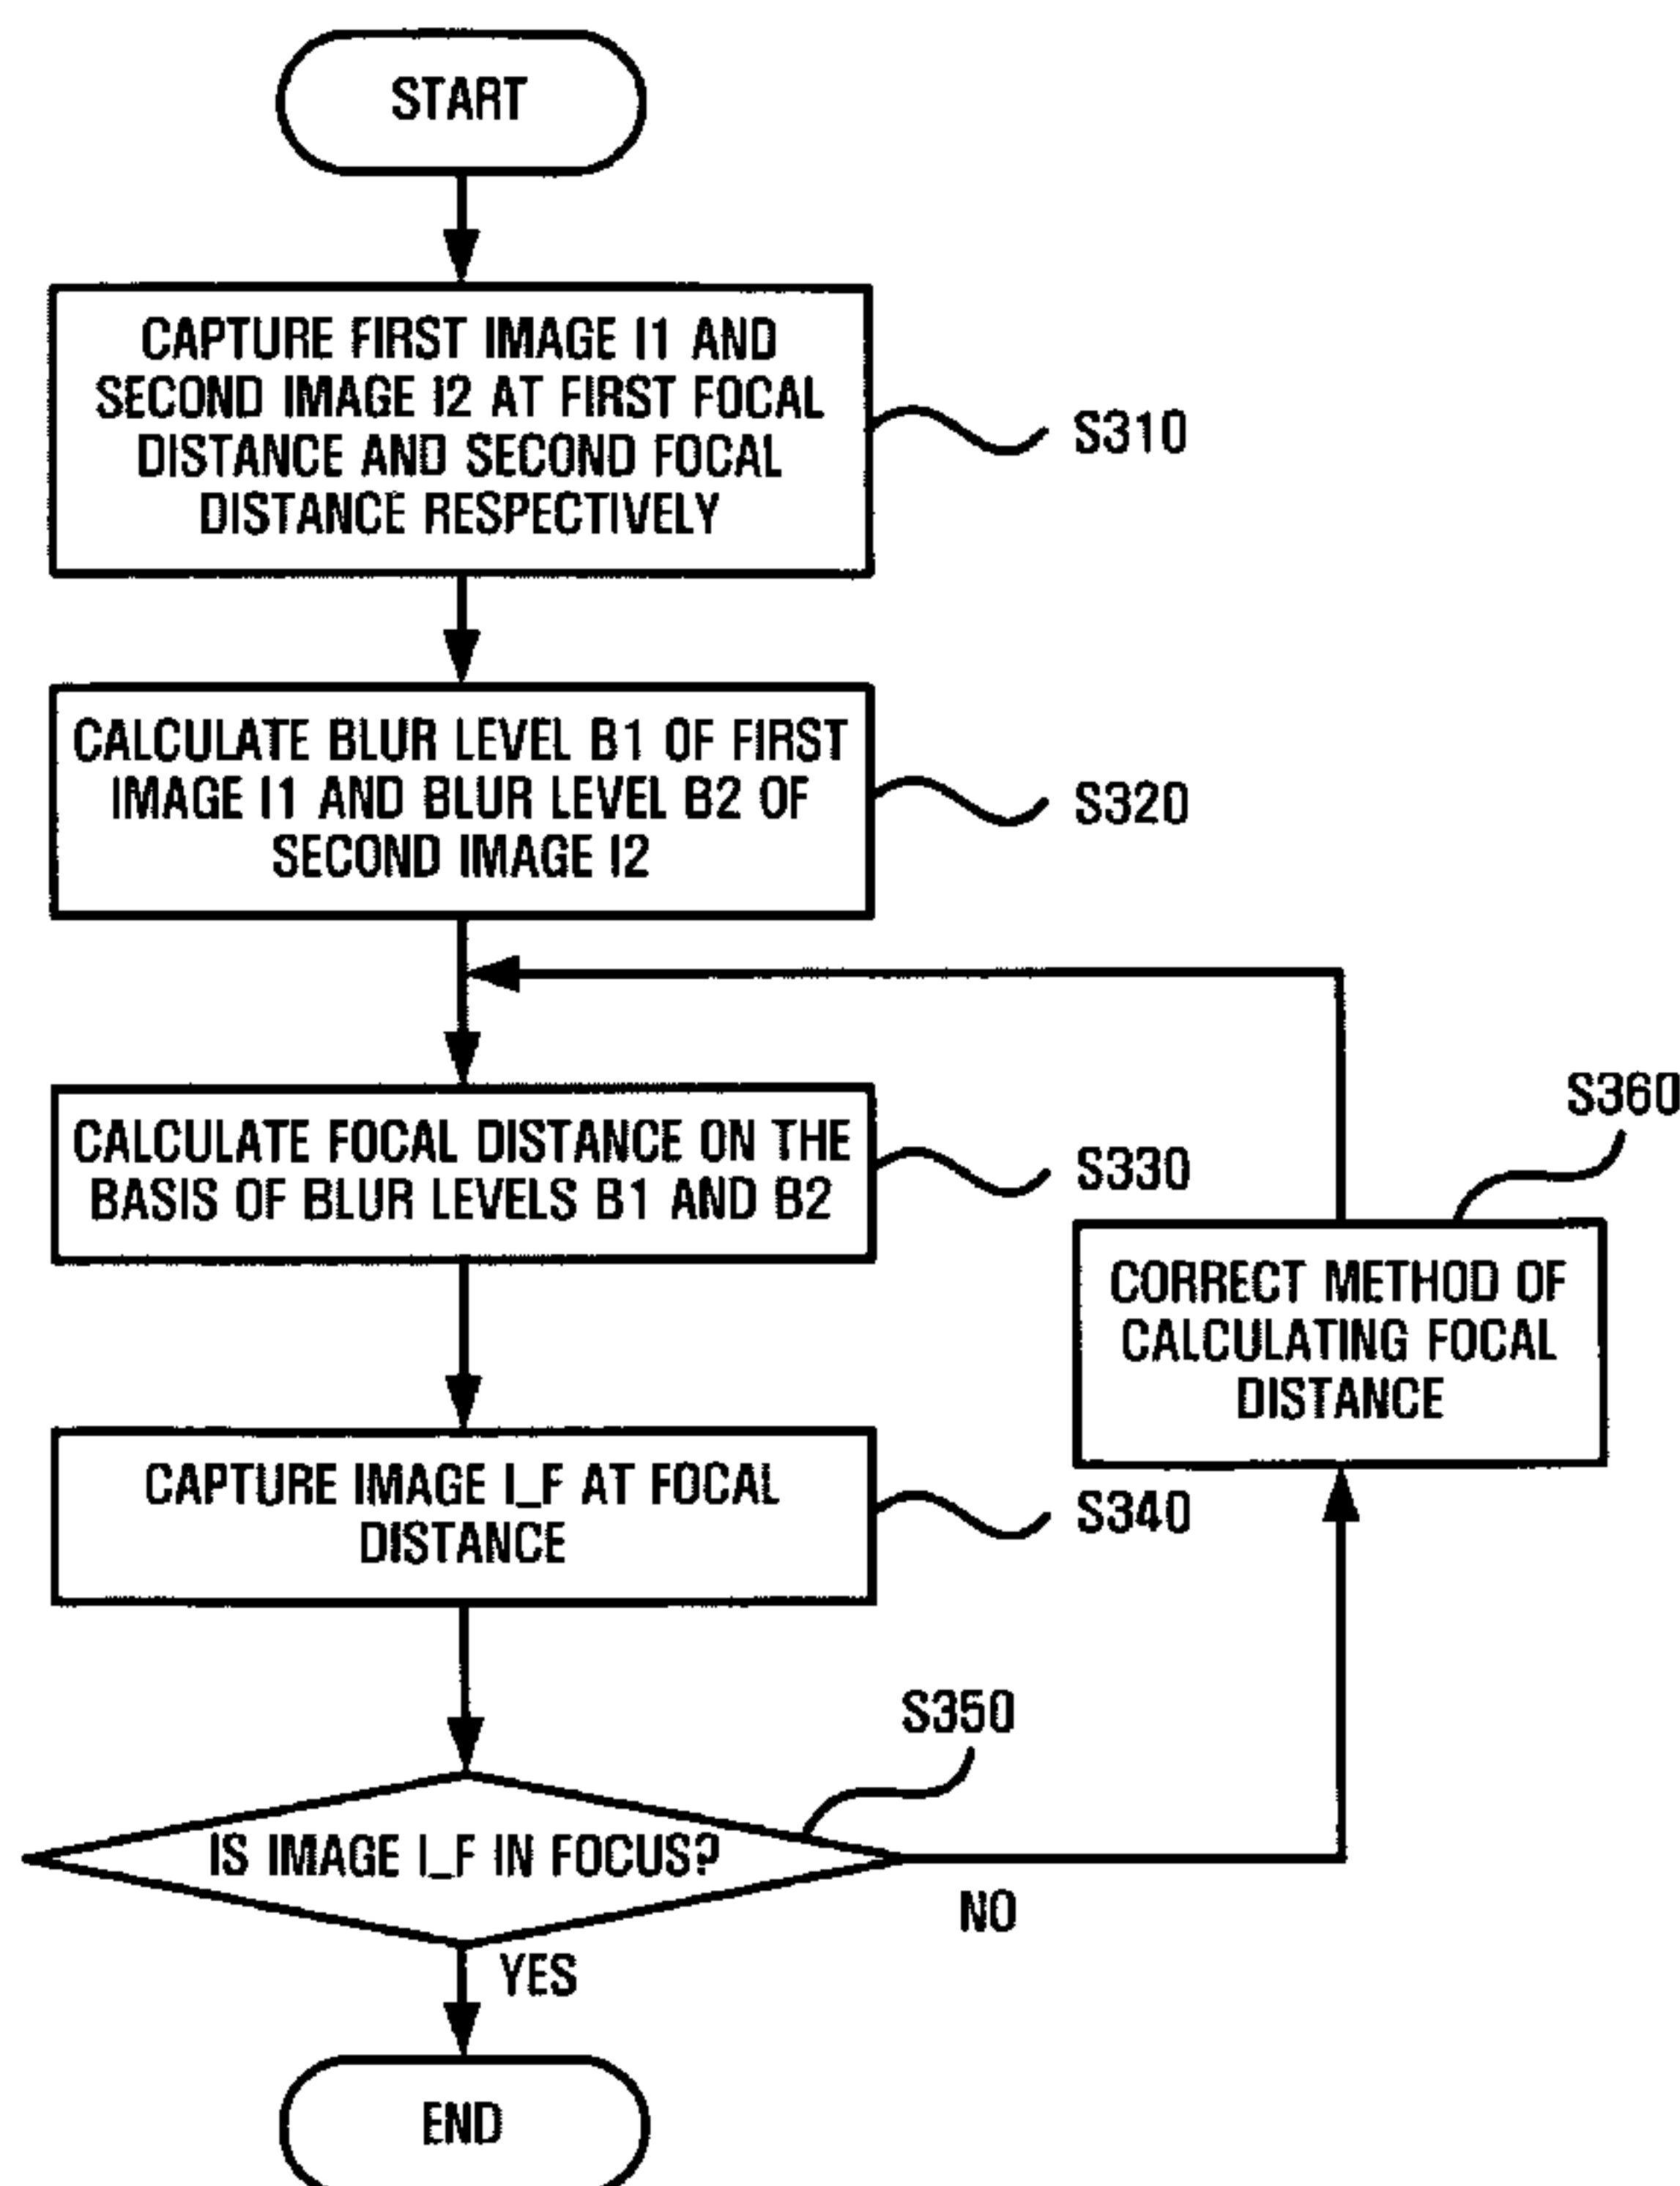 START
CAPTURE FIRST IMAGE I1 AND
SECOND IMAGE I2 AT FIRST FOCAL
DISTANCE AND SECOND FOCAL
DISTANCE RESPECTIVELY
S310
CALCULATE BLUR LEVEL B1 OF FIRST
IMAGE I1 AND BLUR LEVEL B2 OF
SECOND IMAGE I2
S320
CALCULATE FOCAL DISTANCE ON THE
BASIS OF BLUR LEVELS B1 AND B2
S330
S360
CORRECT METHOD OF
CALCULATING FOCAL
DISTANCE
CAPTURE IMAGE I_F AT FOCAL
DISTANCE
S340
S350
IS IMAGE I_F IN FOCUS?
NO
YES
END